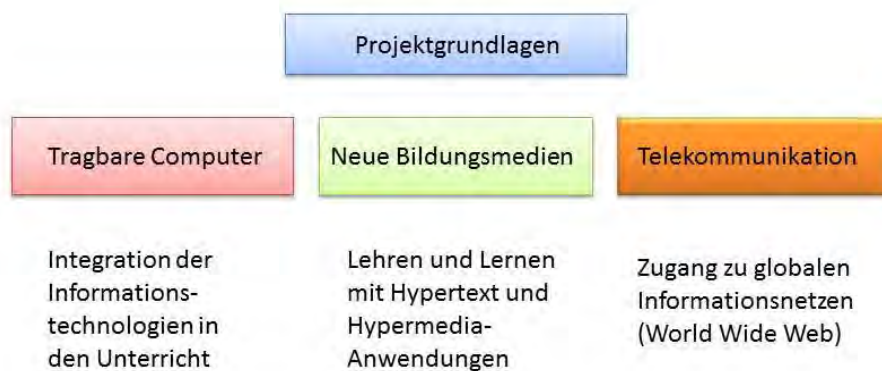 Projektgrundlagen
Tragbare Computer
Neue Bildungsmedien
Telekommunikation
Integration der
Informations-
technologien in
den Unterricht
Lehren und Lernen
mit Hypertext und
Hypermedia-
Anwendungen
Zugang zu globalen
Informationsnetzen
(World Wide Web)